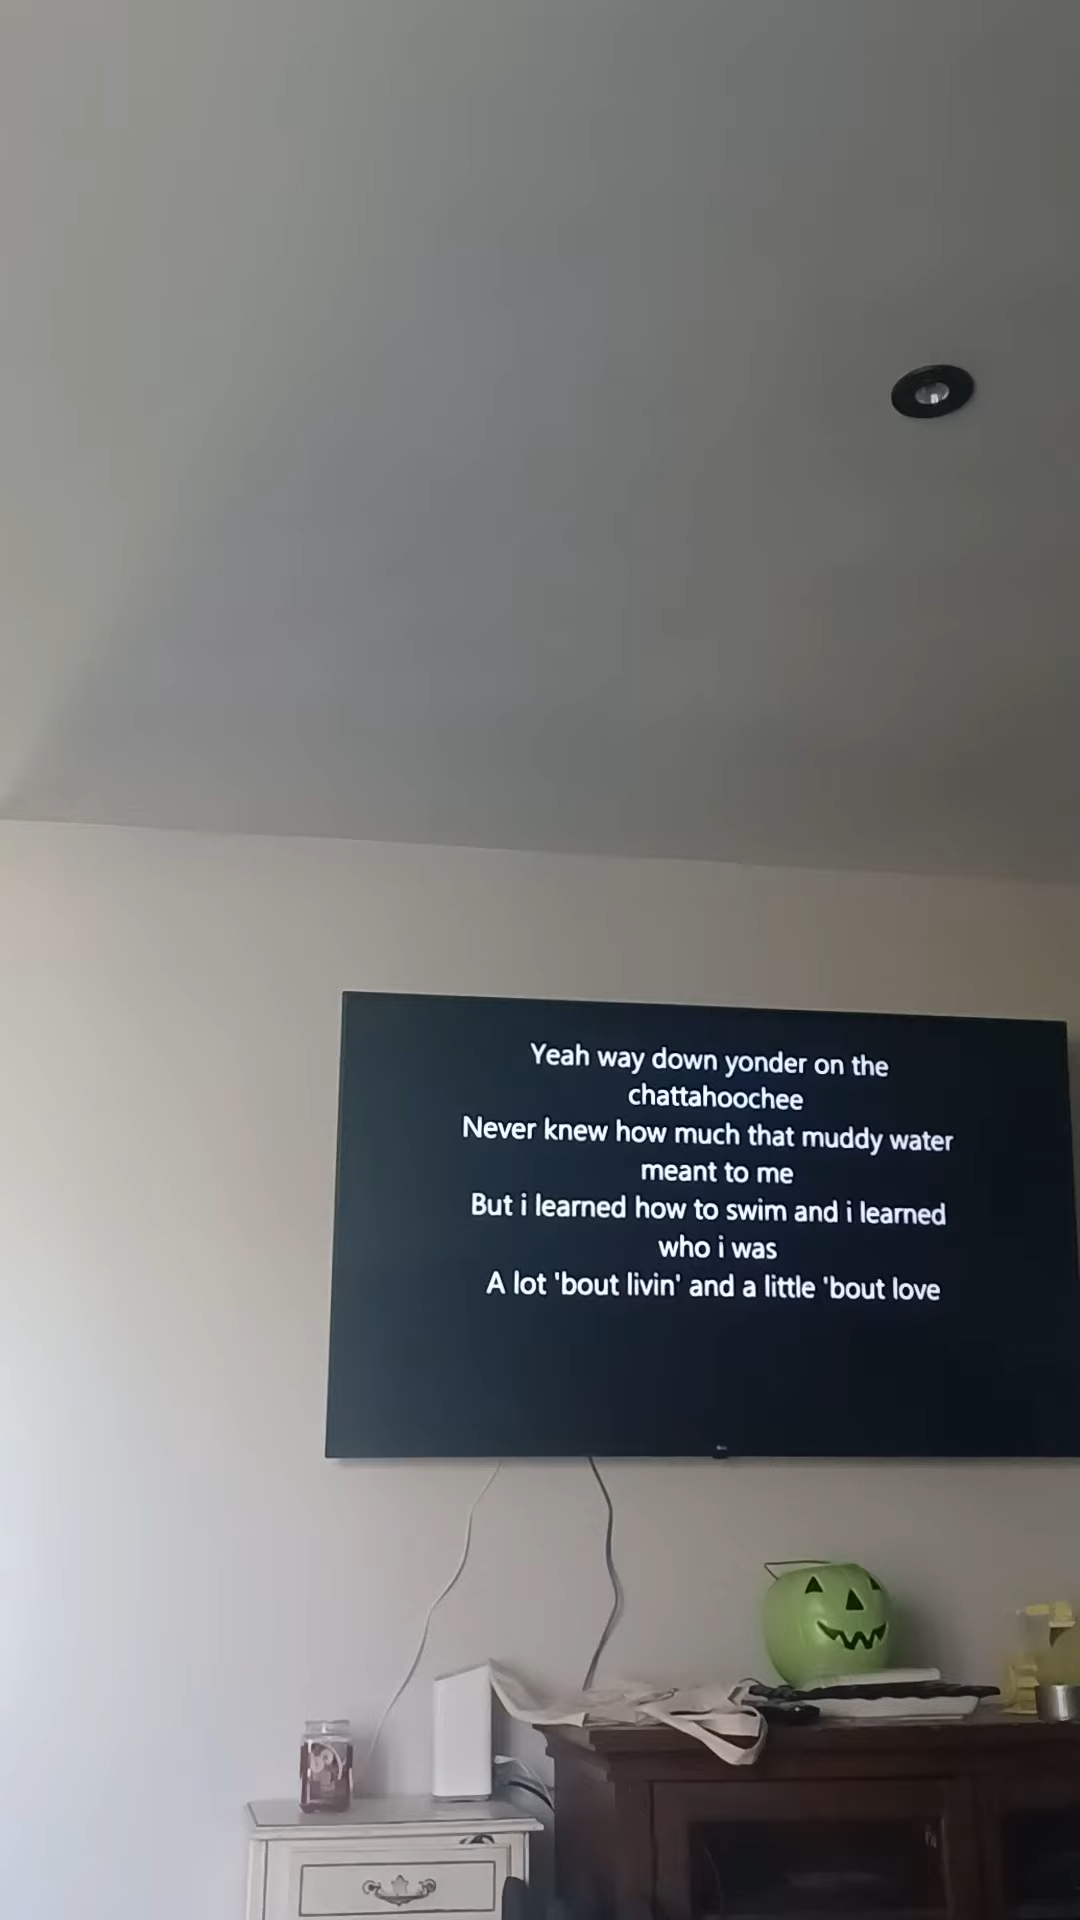 Yeah way down yonder on the
chattahoochee
Never knew how much that muddy water
meant to me
But i learned how to swim and i learned
who i was
A lot 'bout livin' and a little 'bout love